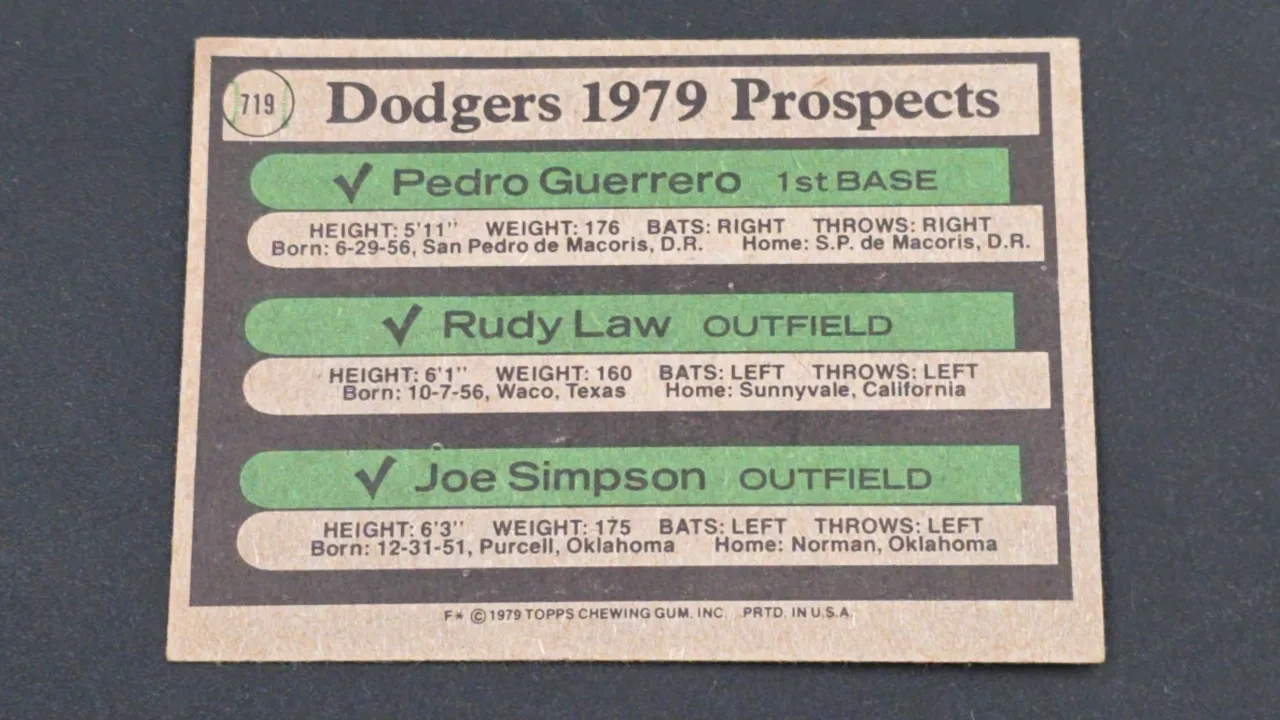 719 Dodgers 1979 Prospects
✓ Pedro Guerrero 1st BASE
HEIGHT: 5'11" WEIGHT: 176 BATS: RIGHT THROWS: RIGHT
Born: 6-29-56, San Pedro de Macoris, D.R. Home: S.P. de Macoris, D.R.
✓ Rudy Law OUTFIELD
HEIGHT: 6'1" WEIGHT: 160 BATS: LEFT THROWS: LEFT
Born: 10-7-56, Waco, Texas Home: Sunnyvale, California
✓ Joe Simpson OUTFIELD
HEIGHT: 6'3" WEIGHT: 175 BATS: LEFT THROWS: LEFT
Born: 12-31-51, Purcell, Oklahoma Home: Norman, Oklahoma
F* © 1979 TOPPS CHEWING GUM. INC. PRTD. IN U.S.A.